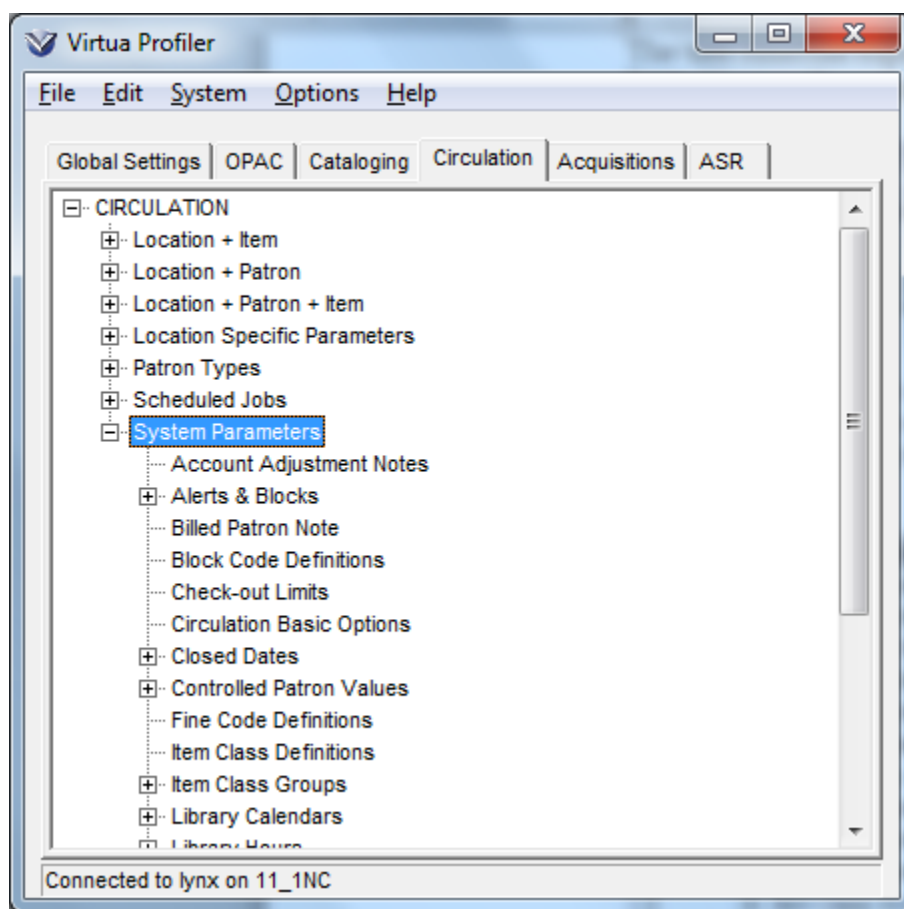 Virtua Profiler
File Edit System Options Help
Global Settings OPAC Cataloging Circulation Acquisitions ASR
CIRCULATION
Location + Item
Location + Patron
Location + Patron + Item
Location Specific Parameters
Patron Types
Scheduled Jobs
System Parameters
Account Adjustment Notes
Alerts & Blocks
Billed Patron Note
Block Code Definitions
Check-out Limits
Circulation Basic Options
Closed Dates
Controlled Patron Values
Fine Code Definitions
Item Class Definitions
Item Class Groups
Library Calendars
Library Hours
Connected to lynx on 11_1NC